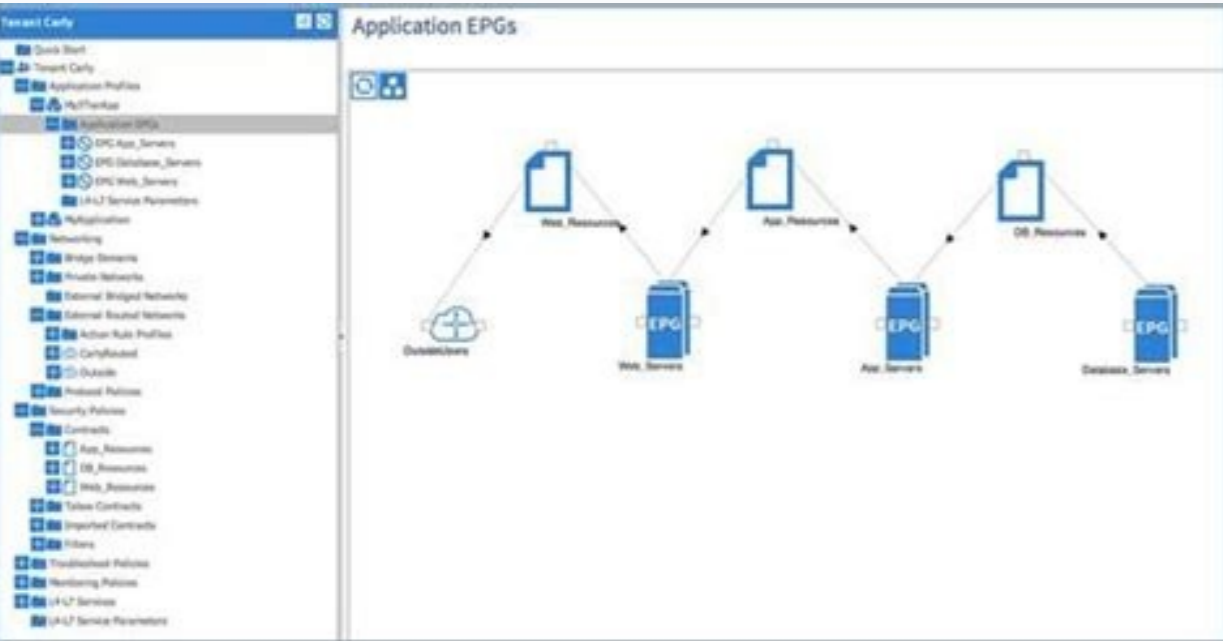 Tenant Carly
Quick Start
Tenant Carly
Application Profiles
My3TierApp
Application EPGs
EPG App_Servers
EPG Database_Servers
EPG Web_Servers
L4-L7 Service Parameters
MyApplication
Networking
Bridge Domains
Private Networks
External Bridged Networks
External Routed Networks
Action Rule Profiles
CarlyRouted
Outside
Protocol Policies
Security Policies
Contracts
App_Resources
DB_Resources
Web_Resources
Taboo Contracts
Imported Contracts
Filters
Troubleshoot Policies
Monitoring Policies
L4-L7 Services
L4-L7 Service Parameters
Application EPGs
Web_Resources
App_Resources
DB_Resources
EPG
EPG
EPG
OutsideUsers
Web_Servers
App_Servers
Database_Servers